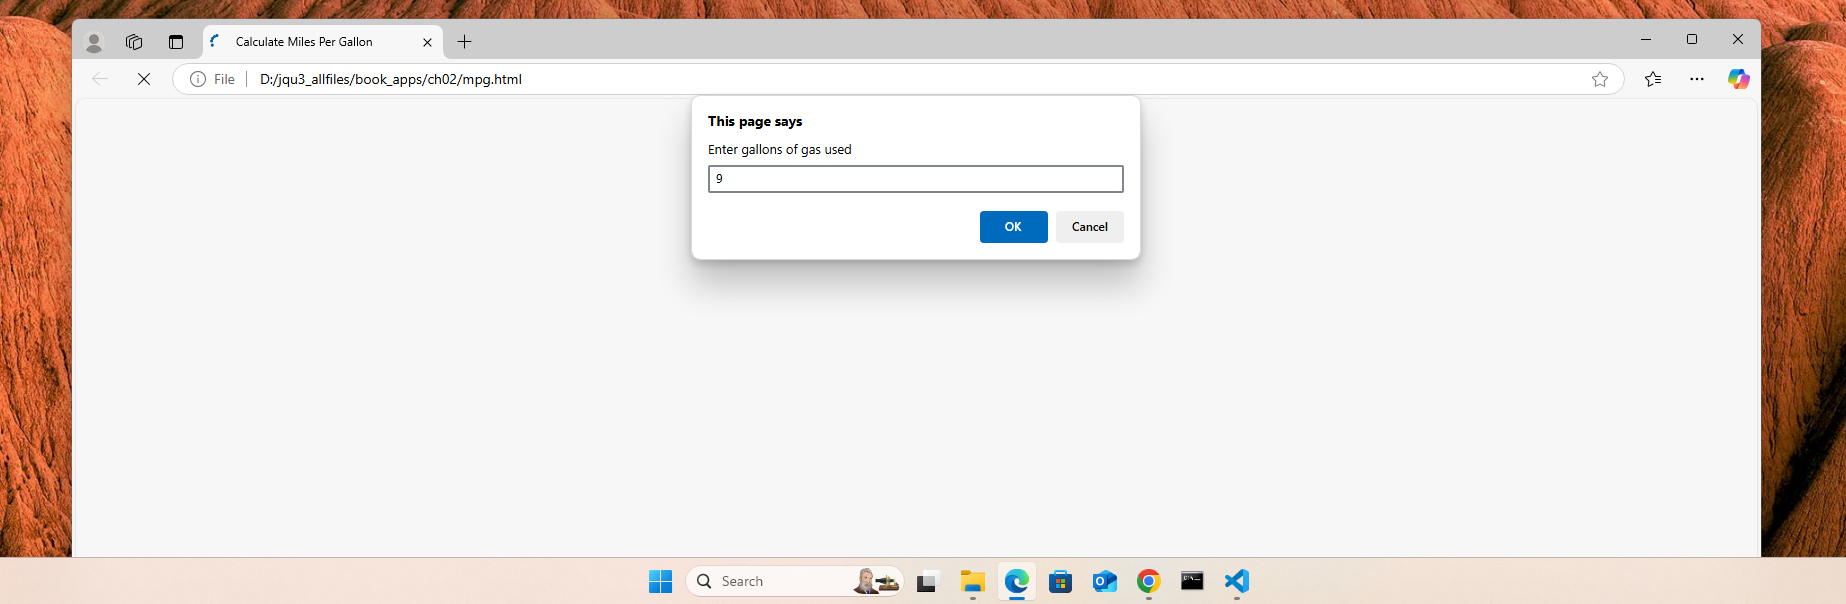 Calculate Miles Per Gallon
File
D:/jqu3_allfiles/book_apps/ch02/mpg.html
This page says
Enter gallons of gas used
9
OK
Cancel
Search